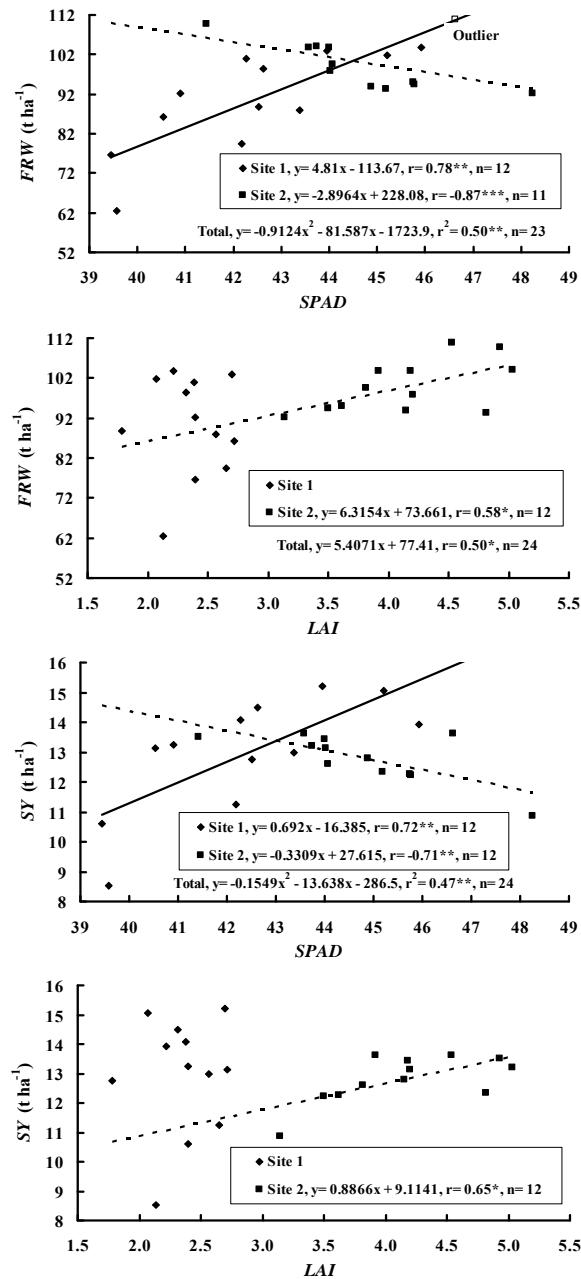 112
102
92
82
72
62
52
FRW (t ha⁻¹)
Outlier
Site 1, y= 4.81x - 113.67, r= 0.78**, n= 12
Site 2, y= -2.8964x + 228.08, r= -0.87***, n= 11
Total, y= -0.9124x² - 81.587x - 1723.9, r²= 0.50**, n= 23
39 40 41 42 43 44 45 46 47 48 49
SPAD
112
102
92
82
72
62
52
FRW (t ha⁻¹)
Site 1
Site 2, y= 6.3154x + 73.661, r= 0.58*, n= 12
Total, y= 5.4071x + 77.41, r= 0.50*, n= 24
1.5 2.0 2.5 3.0 3.5 4.0 4.5 5.0 5.5
LAI
16
15
14
13
12
11
10
9
8
SY (t ha⁻¹)
Site 1, y= 0.692x - 16.385, r= 0.72**, n= 12
Site 2, y= -0.3309x + 27.615, r= -0.71**, n= 12
Total, y= -0.1549x² - 13.638x - 286.5, r²= 0.47**, n= 24
39 40 41 42 43 44 45 46 47 48 49
SPAD
16
15
14
13
12
11
10
9
8
SY (t ha⁻¹)
Site 1
Site 2, y= 0.8866x + 9.1141, r= 0.65*, n= 12
1.5 2.0 2.5 3.0 3.5 4.0 4.5 5.0 5.5
LAI